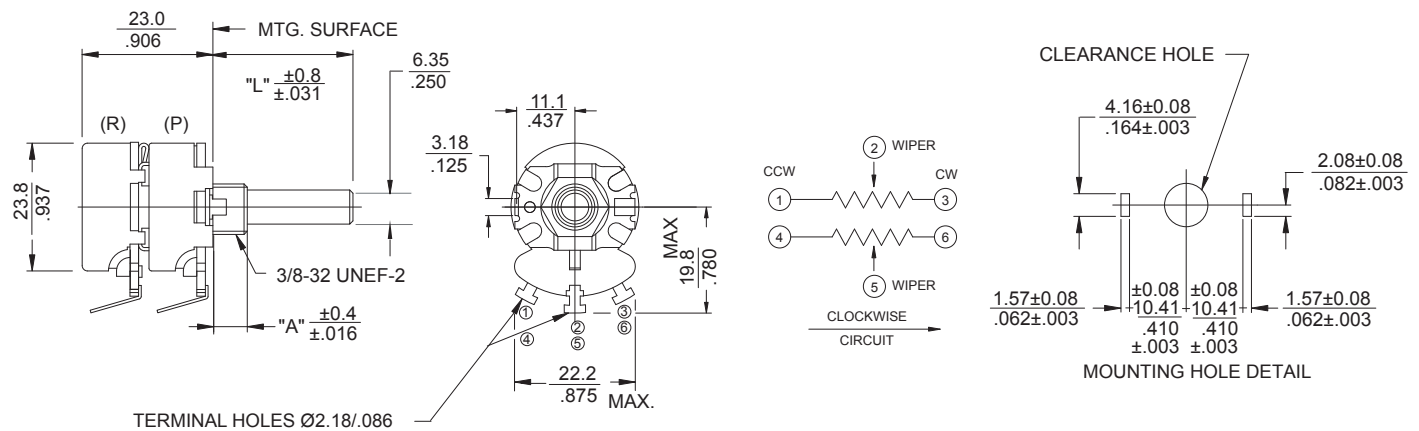 23.0
.906
MTG. SURFACE
"L" ±0.8
±.031
6.35
.250
(R)
(P)
23.8
.937
3/8-32 UNEF-2
"A" ±0.4
±.016
TERMINAL HOLES Ø2.18/.086
11.1
.437
3.18
.125
MAX
19.8
.780
1
2
3
4
5
6
22.2
.875
MAX.
2 WIPER
CCW
CW
1
3
4
6
5 WIPER
CLOCKWISE
CIRCUIT
CLEARANCE HOLE
4.16±0.08
.164±.003
2.08±0.08
.082±.003
1.57±0.08
.062±.003
±0.08
10.41
.410
±.003
±0.08
10.41
.410
±.003
1.57±0.08
.062±.003
MOUNTING HOLE DETAIL